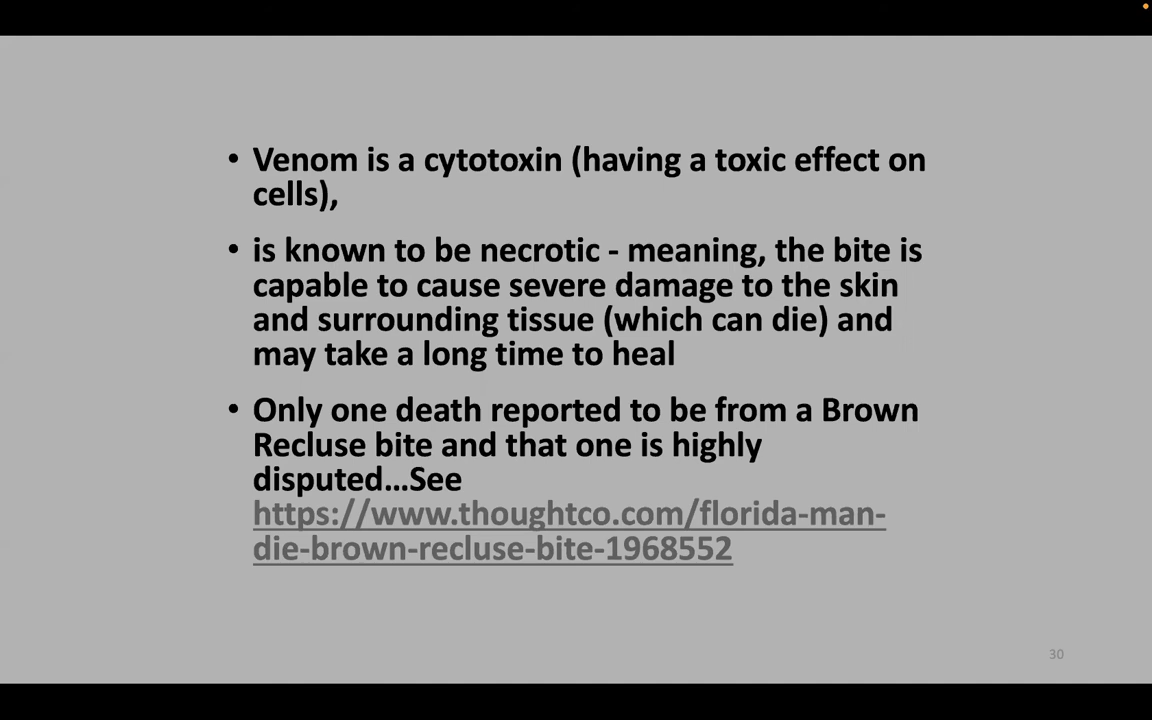 • Venom is a cytotoxin (having a toxic effect on
cells),
• is known to be necrotic - meaning, the bite is
capable to cause severe damage to the skin
and surrounding tissue (which can die) and
may take a long time to heal
• Only one death reported to be from a Brown
Recluse bite and that one is highly
disputed...See
https://www.thoughtco.com/florida-man-
die-brown-recluse-bite-1968552
30